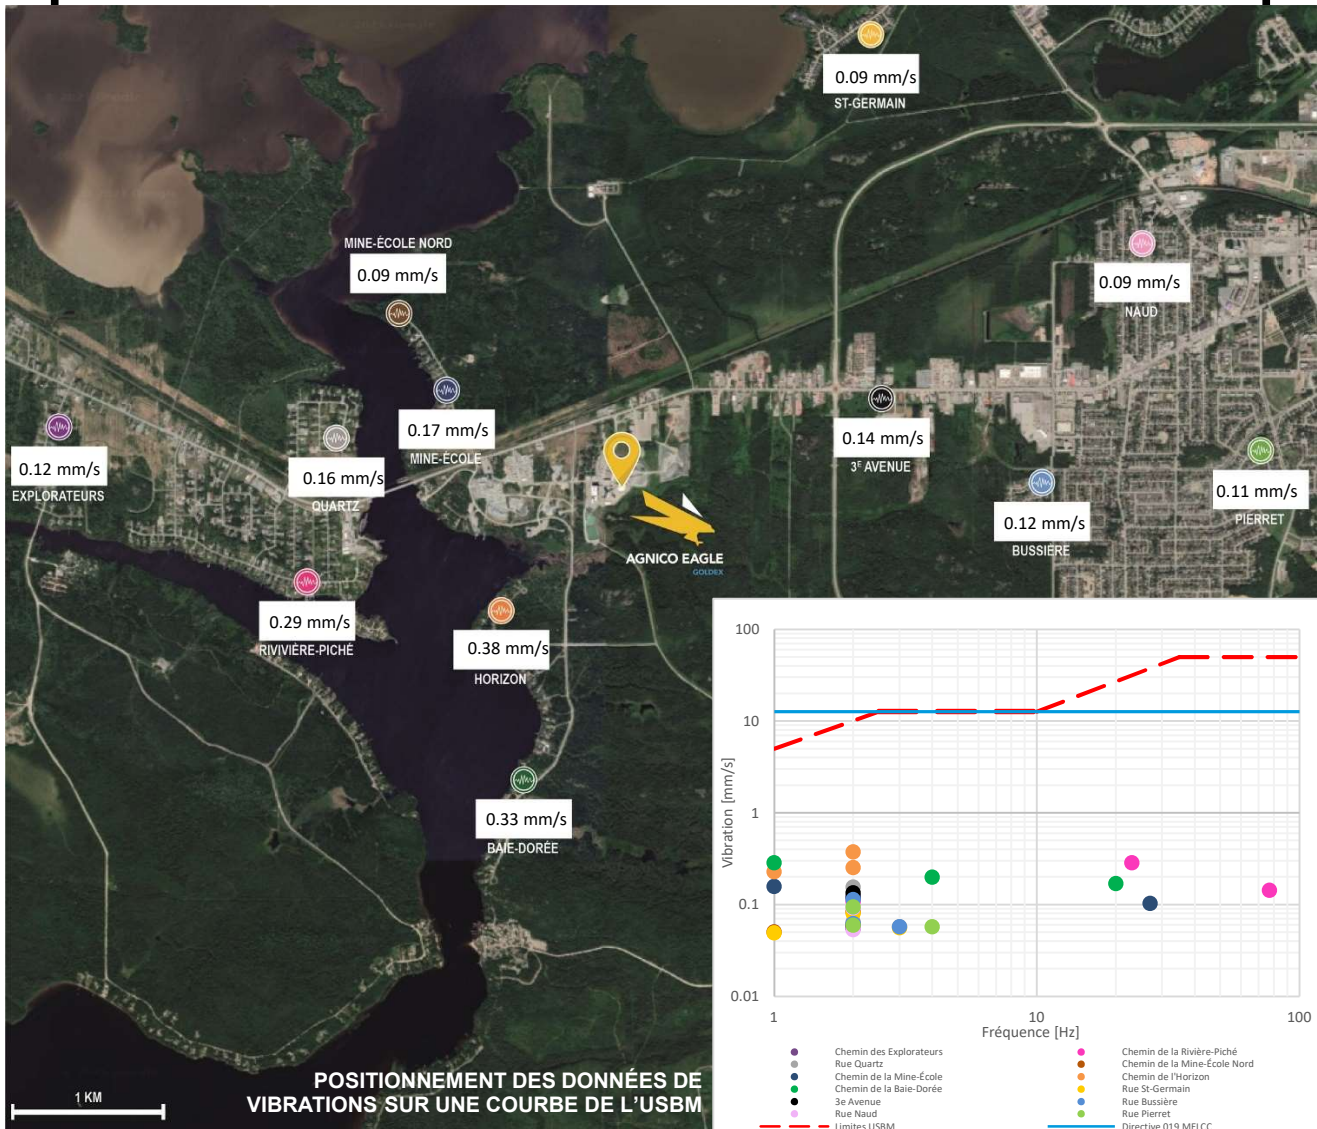 0.09 mm/s
ST-GERMAIN
MINE-ÉCOLE NORD
0.09 mm/s
0.09 mm/s
NAUD
0.17 mm/s
MINE-ÉCOLE
0.12 mm/s
EXPLORATEURS
0.16 mm/s
QUARTZ
0.14 mm/s
3E AVENUE
0.12 mm/s
BUSSIÈRE
0.11 mm/s
PIERRET
AGNICO EAGLE
GOLDEX
0.29 mm/s
RIVIVIÈRE-PICHÉ
0.38 mm/s
HORIZON
0.33 mm/s
BAIE-DORÉE
1 KM
POSITIONNEMENT DES DONNÉES DE
VIBRATIONS SUR UNE COURBE DE L'USBM
100
10
1
0.1
0.01
Vibration [mm/s]
1 10 100
Fréquence [Hz]
Chemin des Explorateurs
Rue Quartz
Chemin de la Mine-École
Chemin de la Baie-Dorée
3e Avenue
Rue Naud
Limites USBM
Chemin de la Rivière-Piché
Chemin de la Mine-École Nord
Chemin de l'Horizon
Rue St-Germain
Rue Bussière
Rue Pierret
Directive 019 MELCC